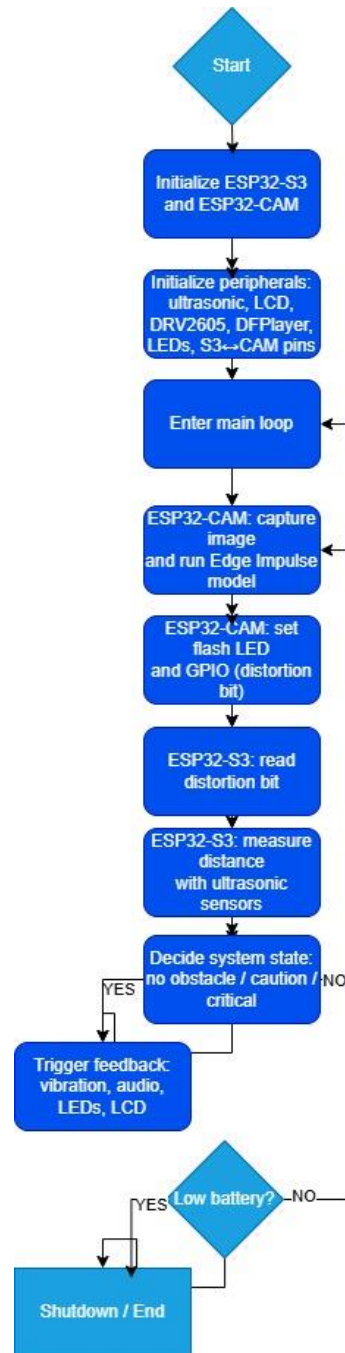 Start
Initialize ESP32-S3
and ESP32-CAM
Initialize peripherals:
ultrasonic, LCD,
DRV2605, DFPlayer,
LEDs, S3↔CAM pins
Enter main loop
ESP32-CAM: capture
image
and run Edge Impulse
model
ESP32-CAM: set
flash LED
and GPIO (distortion
bit)
ESP32-S3: read
distortion bit
ESP32-S3: measure
distance
with ultrasonic
sensors
Decide system state:
no obstacle / caution /
critical
YES
NO
Trigger feedback:
vibration, audio,
LEDs, LCD
YES
Low battery?
NO
Shutdown / End